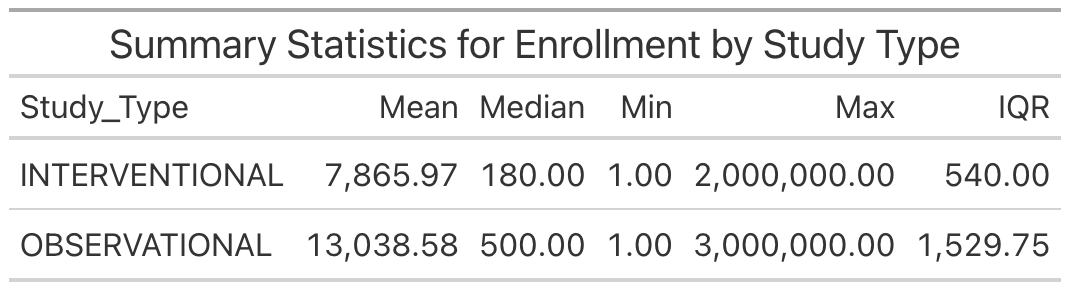 Summary Statistics for Enrollment by Study Type
Study_Type Mean Median Min Max IQR
INTERVENTIONAL 7,865.97 180.00 1.00 2,000,000.00 540.00
OBSERVATIONAL 13,038.58 500.00 1.00 3,000,000.00 1,529.75